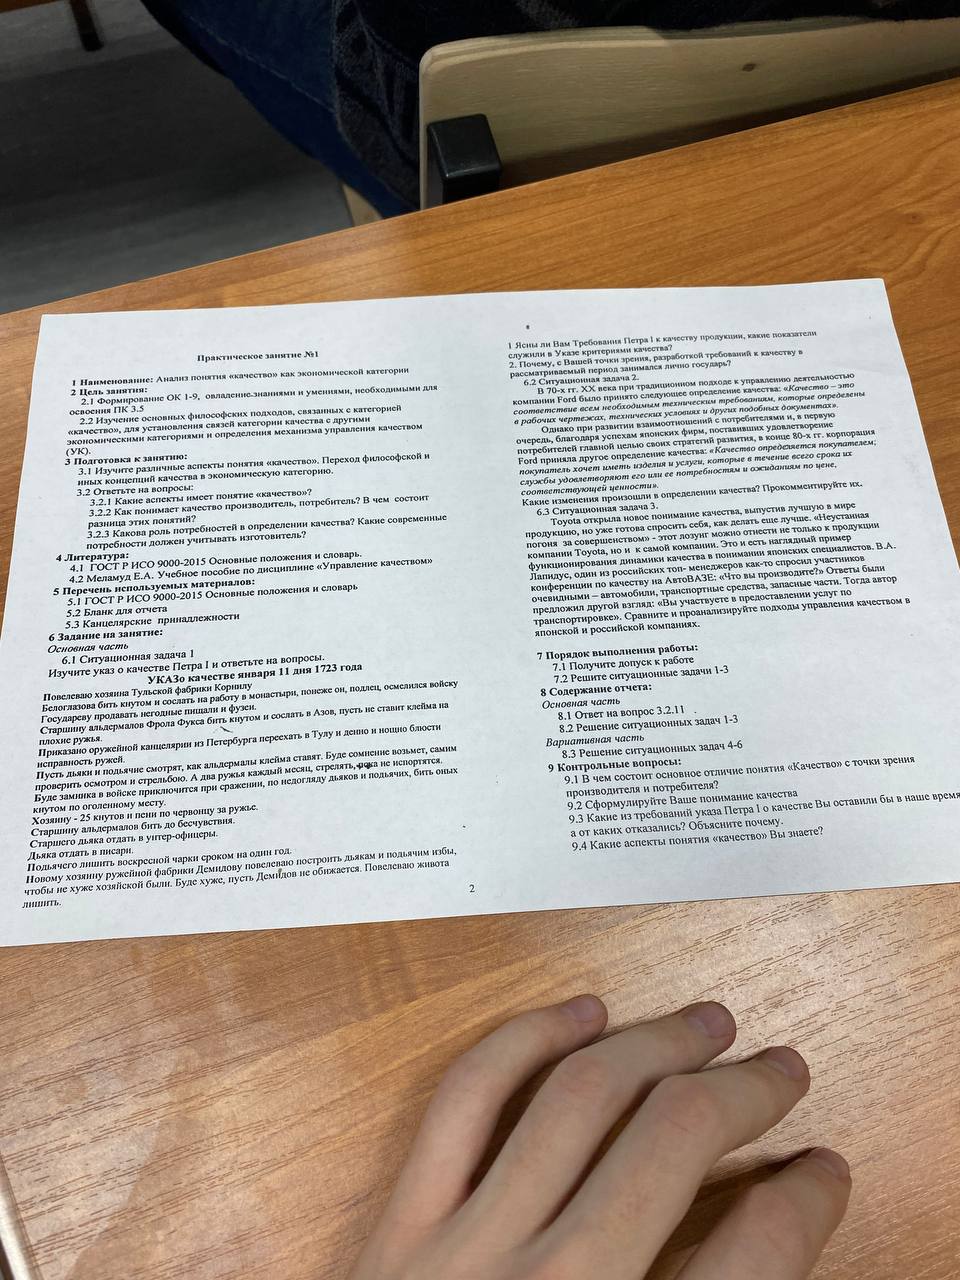 Практическое занятие №1
1 Наименование: Анализ понятия «качество» как экономической категории
2 Цель занятия:
2.1 Формирование ОК 1-9, овладение знаниями и умениями, необходимыми для
освоения ПК 3.5
2.2 Изучение основных философских подходов, связанных с категорией
«качество», для установления связей категории качества с другими
экономическими категориями и определения механизма управления качеством
(УК).
3 Подготовка к занятию:
3.1 Изучите различные аспекты понятия «качество». Переход философской и
иных концепций качества в экономическую категорию.
3.2 Ответьте на вопросы:
3.2.1 Какие аспекты имеет понятие «качество»?
3.2.2 Как понимает качество производитель, потребитель? В чем состоит
разница этих понятий?
3.2.3 Какова роль потребностей в определении качества? Какие современные
потребности должен учитывать изготовитель?
4 Литература:
4.1 ГОСТ Р ИСО 9000-2015 Основные положения и словарь.
4.2 Меламуд Е.А. Учебное пособие по дисциплине «Управление качеством»
5 Перечень используемых материалов:
5.1 ГОСТ Р ИСО 9000-2015 Основные положения и словарь
5.2 Бланк для отчета
5.3 Канцелярские принадлежности
6 Задание на занятие:
Основная часть
6.1 Ситуационная задача 1
Изучите указ о качестве Петра I и ответьте на вопросы.
УКАЗо качестве января 11 дня 1723 года
Повелеваю хозяина Тульской фабрики Корнилу
Белоглазова бить кнутом и сослать на работу в монастыри, понеже он, подлец, осмелился войску
Государеву продавать негодные пищали и фузеи.
Старшину альдермалов Фрола Фукса бить кнутом и сослать в Азов, пусть не ставит клейма на
плохие ружья.
Приказано оружейной канцелярии из Петербурга переехать в Тулу и денно и нощно блюсти
исправность ружей.
Пусть дьяки и подьячие смотрят, как альдермалы клейма ставят. Буде сомнение возьмет, самим
проверить осмотром и стрельбою. А два ружья каждый месяц, стрелять, пока не испортятся.
Буде заминка в войске приключится при сражении, по недогляду дьяков и подьячих, бить оных
кнутом по оголенному месту.
Хозяину - 25 кнутов и пени по червонцу за ружье.
Старшину альдермалов бить до бесчувствия.
Старшего дьяка отдать в унтер-офицеры.
Дьяка отдать в писари.
Подьячего лишить воскресной чарки сроком на один год.
Новому хозяину ружейной фабрики Демидову повелеваю построить дьякам и подьячим избы,
чтобы не хуже хозяйской были. Буде хуже, пусть Демидов не обижается. Повелеваю живота
лишить.
2
1 Ясны ли Вам Требования Петра I к качеству продукции, какие показатели
служили в Указе критериями качества?
2. Почему, с Вашей точки зрения, разработкой требований к качеству в
рассматриваемый период занимался лично государь?
6.2 Ситуационная задача 2.
В 70-х гг. XX века при традиционном подходе к управлению деятельностью
компании Ford было принято следующее определение качества: «Качество – это
соответствие всем необходимым техническим требованиям, которые определены
в рабочих чертежах, технических условиях и других подобных документах».
Однако при развитии взаимоотношений с потребителями и, в первую
очередь, благодаря успехам японских фирм, поставивших удовлетворение
потребителей главной целью своих стратегий развития, в конце 80-х гг. корпорация
Ford приняла другое определение качества: «Качество определяется покупателем;
покупатель хочет иметь изделия и услуги, которые в течение всего срока их
службы удовлетворяют его или ее потребностям и ожиданиям по цене,
соответствующей ценности».
Какие изменения произошли в определении качества? Прокомментируйте их.
6.3 Ситуационная задача 3.
Toyota открыла новое понимание качества, выпустив лучшую в мире
продукцию, но уже готова спросить себя, как делать еще лучше. «Неустанная
погоня за совершенством» - этот лозунг можно отнести не только к продукции
компании Toyota, но и к самой компании. Это и есть наглядный пример
функционирования динамики качества в понимании японских специалистов. В.А.
Лапидус, один из российских топ- менеджеров как-то спросил участников
конференции по качеству на АвтоВАЗЕ: «Что вы производите?» Ответы были
очевидными – автомобили, транспортные средства, запасные части. Тогда автор
предложил другой взгляд: «Вы участвуете в предоставлении услуг по
транспортировке». Сравните и проанализируйте подходы управления качеством в
японской и российской компаниях.
7 Порядок выполнения работы:
7.1 Получите допуск к работе
7.2 Решите ситуационные задачи 1-3
8 Содержание отчета:
Основная часть
8.1 Ответ на вопрос 3.2.11
8.2 Решение ситуационных задач 1-3
Вариативная часть
8.3 Решение ситуационных задач 4-6
9 Контрольные вопросы:
9.1 В чем состоит основное отличие понятия «Качество» с точки зрения
производителя и потребителя?
9.2 Сформулируйте Ваше понимание качества
9.3 Какие из требований указа Петра I о качестве Вы оставили бы в наше время
а от каких отказались? Объясните почему.
9.4 Какие аспекты понятия «качество» Вы знаете?